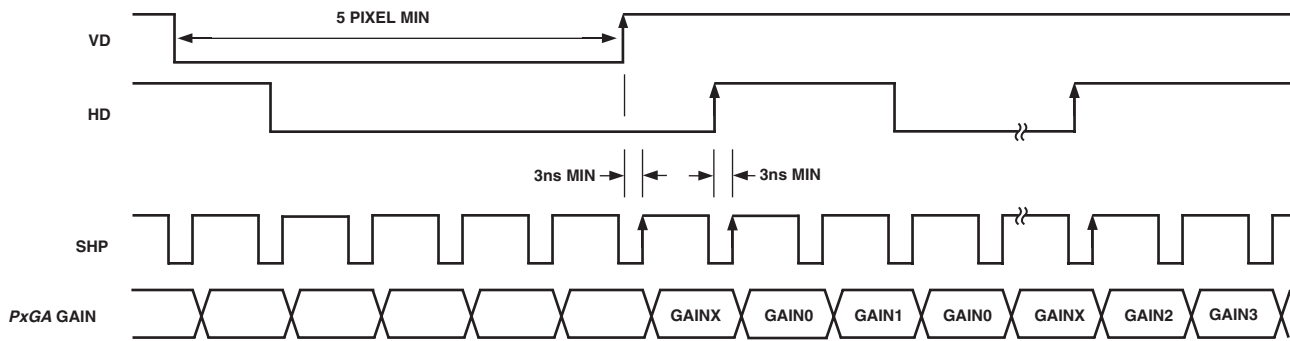 5 PIXEL MIN
VD
HD
3ns MIN
3ns MIN
SHP
PxGA GAIN
GAINX
GAIN0
GAIN1
GAIN0
GAINX
GAIN2
GAIN3